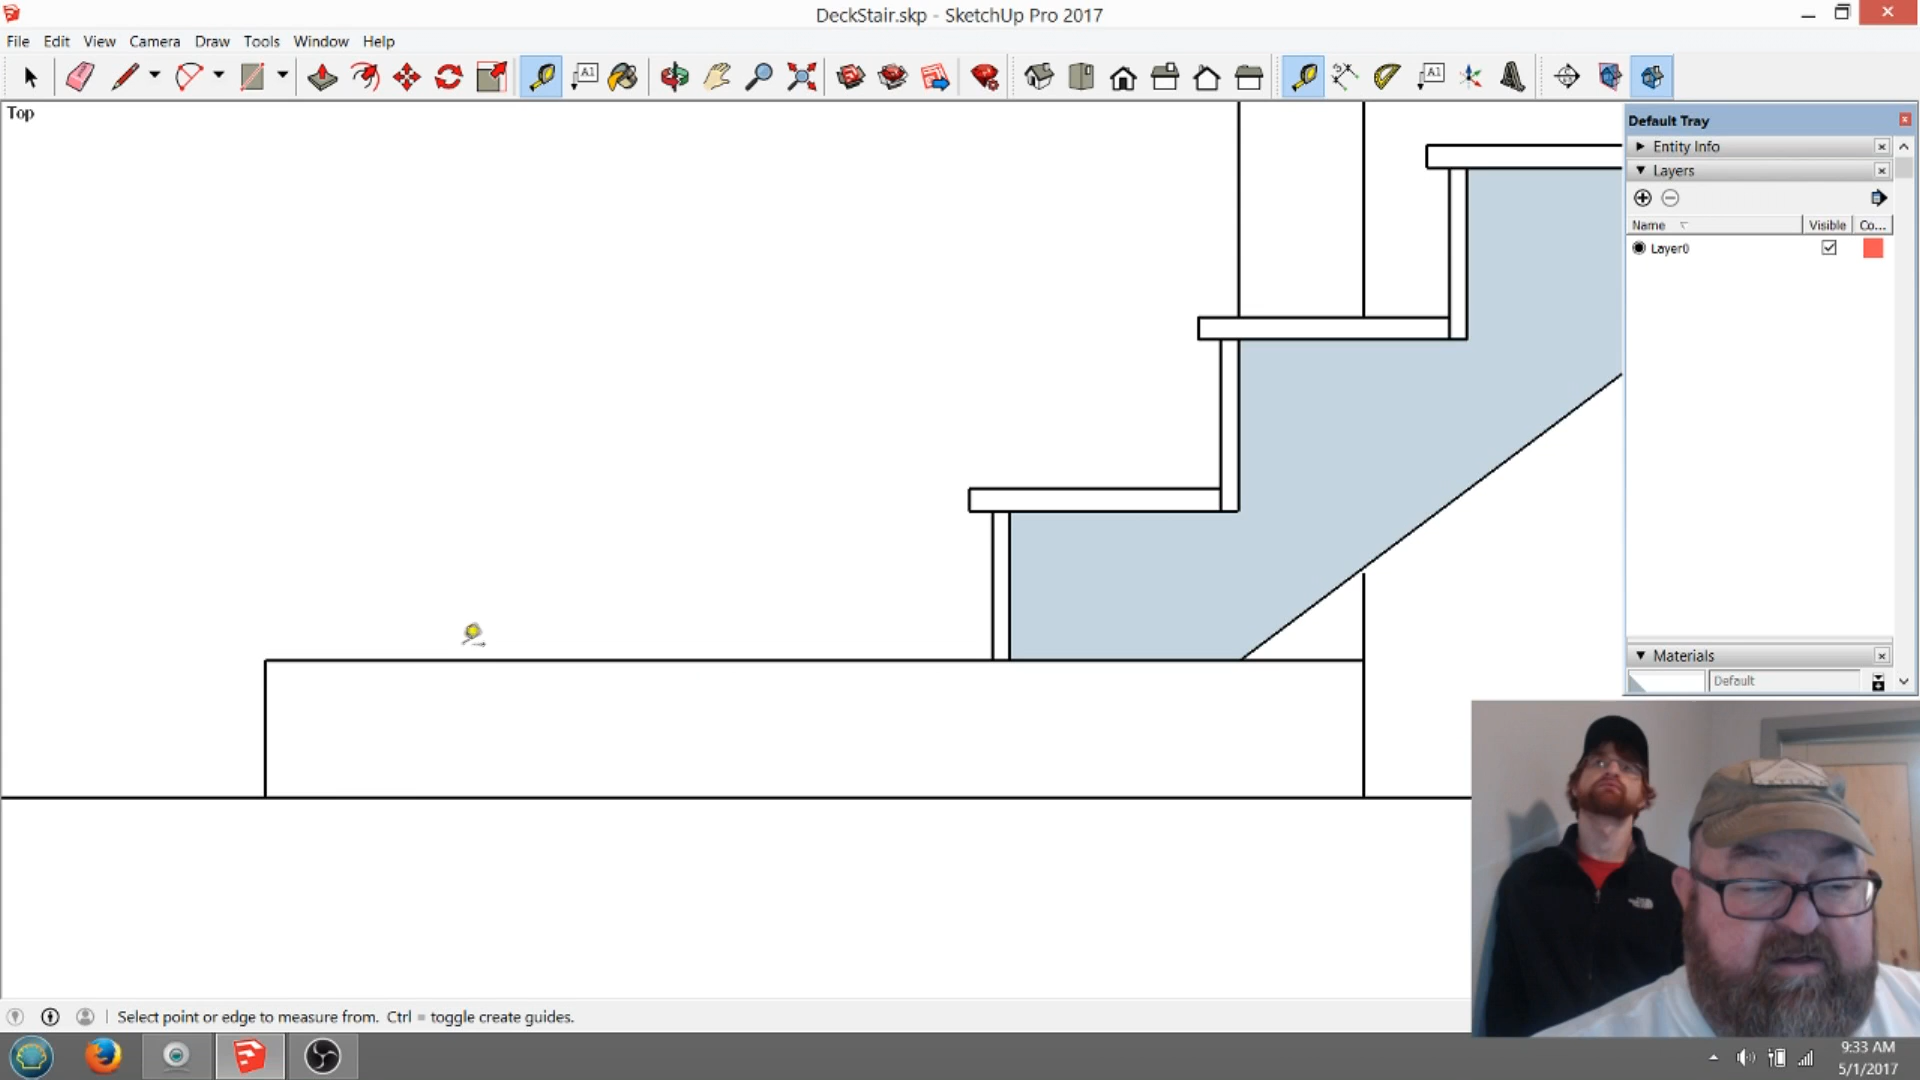 DeckStair.skp - SketchUp Pro 2017
File Edit View Camera Draw Tools Window Help
A1
A1
Top
Default Tray
Entity Info
Layers
Name Visible Co...
Layer0
Materials
Default
Select point or edge to measure from. Ctrl = toggle create guides.
9:33 AM
5/1/2017